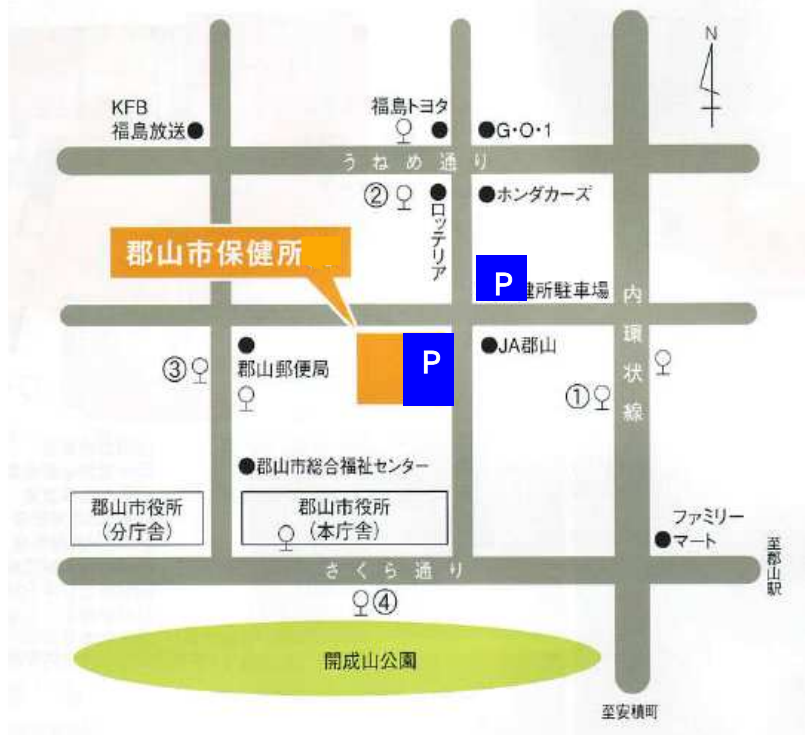 N
KFB
福島放送
福島トヨタ
G・O・1
うねめ通り
②
ロッテリア
ホンダカーズ
郡山市保健所
P
健所駐車場
内環状線
P
JA郡山
③
郡山郵便局
①
郡山市総合福祉センター
郡山市役所
（分庁舎）
郡山市役所
（本庁舎）
ファミリー
マート
至郡山駅
さくら通り
④
開成山公園
至安積町